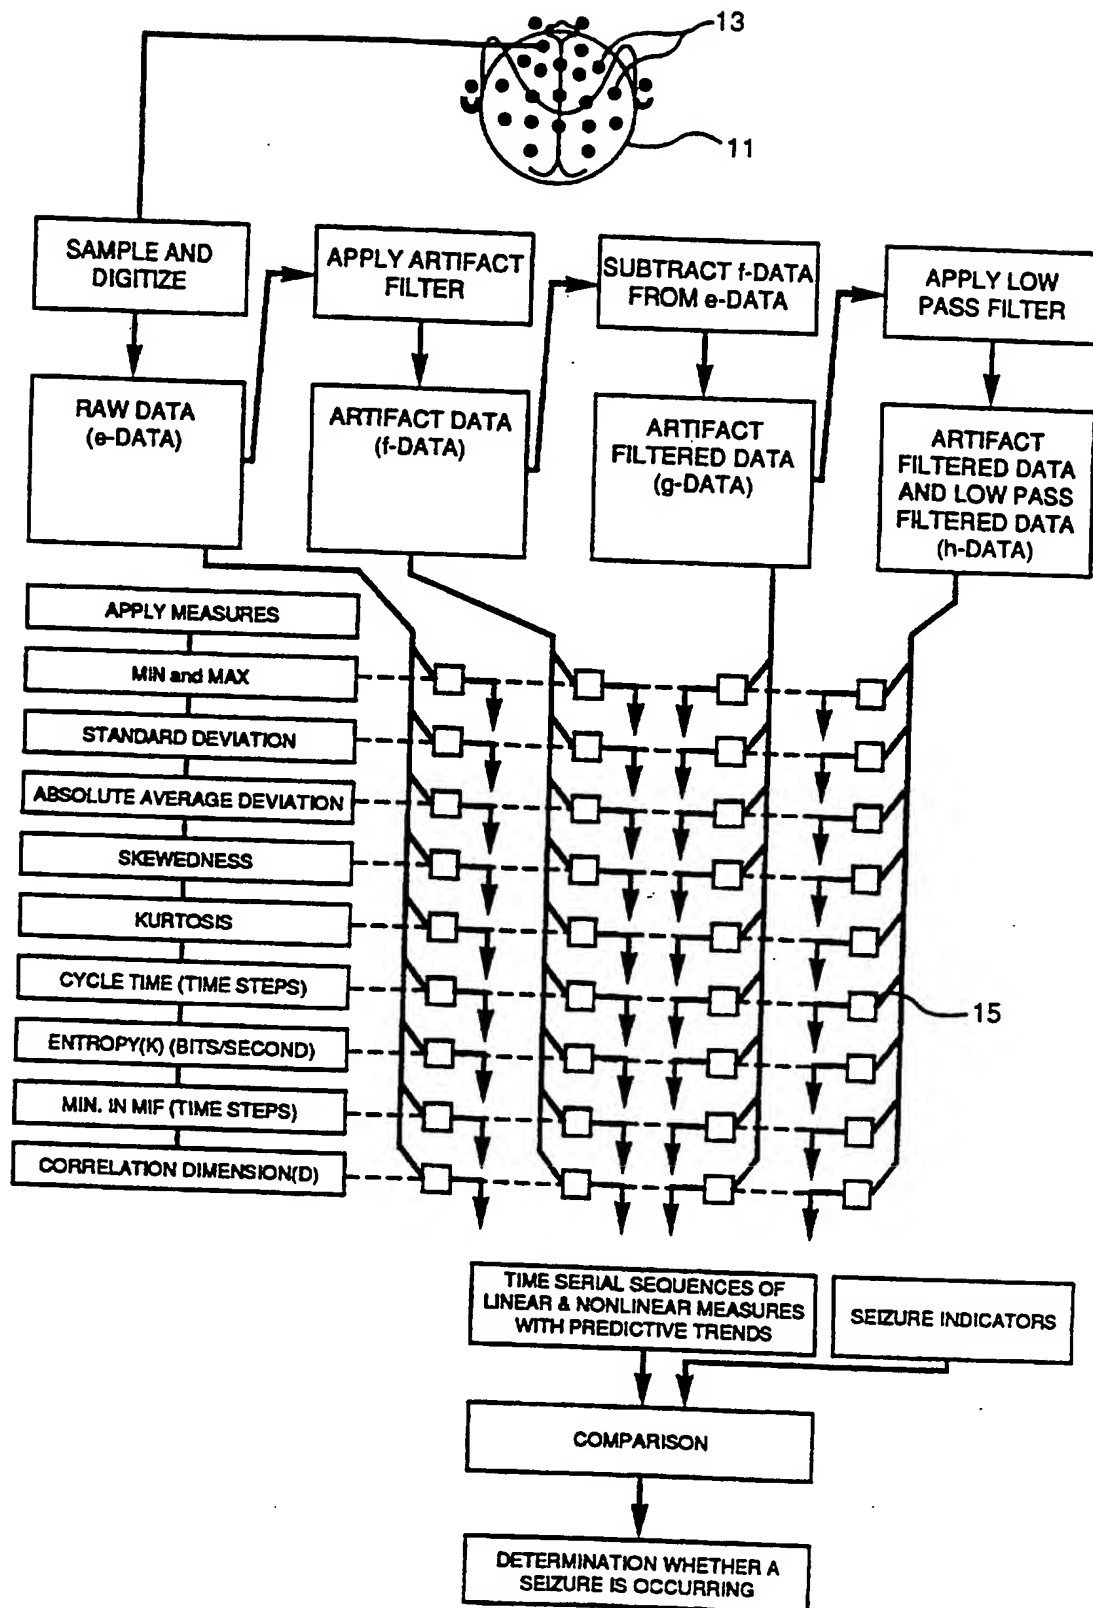 13
11
SAMPLE AND
DIGITIZE
APPLY ARTIFACT
FILTER
SUBTRACT f-DATA
FROM e-DATA
APPLY LOW
PASS FILTER
RAW DATA
(e-DATA)
ARTIFACT DATA
(f-DATA)
ARTIFACT
FILTERED DATA
(g-DATA)
ARTIFACT
FILTERED DATA
AND LOW PASS
FILTERED DATA
(h-DATA)
APPLY MEASURES
MIN and MAX
STANDARD DEVIATION
ABSOLUTE AVERAGE DEVIATION
SKEWEDNESS
KURTOSIS
CYCLE TIME (TIME STEPS)
15
ENTROPY(K) (BITS/SECOND)
MIN. IN MIF (TIME STEPS)
CORRELATION DIMENSION(D)
TIME SERIAL SEQUENCES OF
LINEAR & NONLINEAR MEASURES
WITH PREDICTIVE TRENDS
SEIZURE INDICATORS
COMPARISON
DETERMINATION WHETHER A
SEIZURE IS OCCURRING